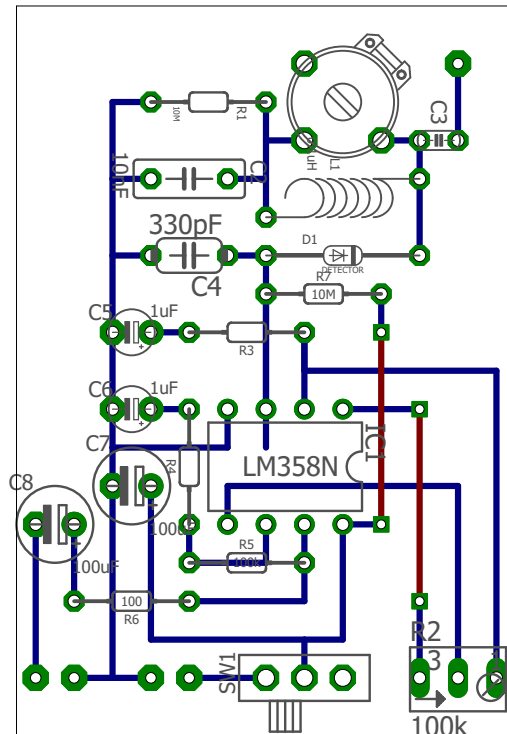 10M
R1
C3
10nF
C2
uH
L1
330pF
C4
D1
DETECTOR
R7
10M
C5
1uF
R3
C6
1uF
C7
R4
LM358N
IC1
C8
100uF
100uF
R5
100k
100
R6
SW1
R2
3
100k